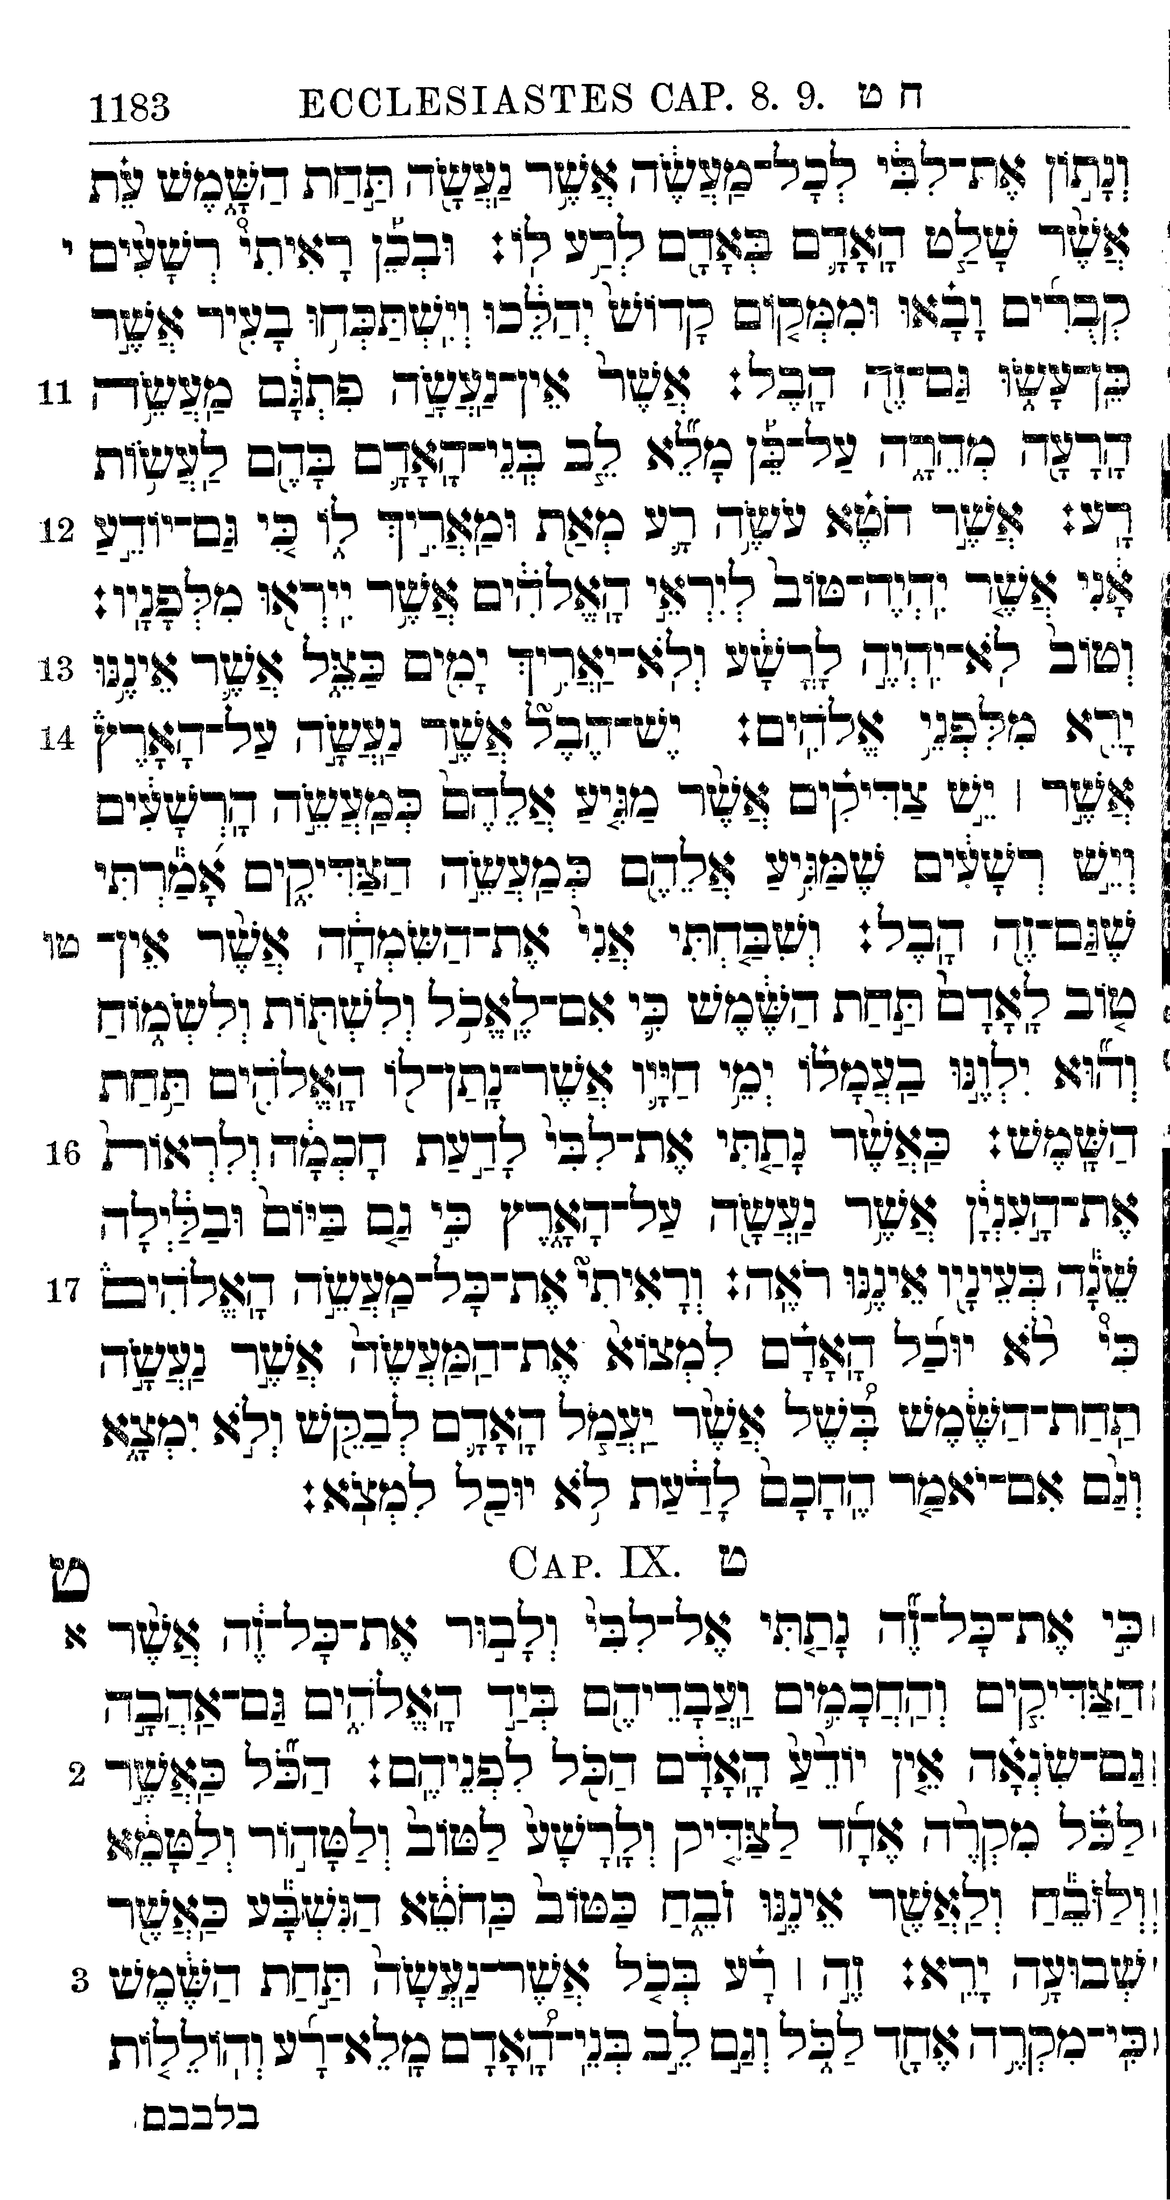 1183 ECCLESIASTES CAP. 8. 9. ח ט
וְנָת֣וֹן אֶת־לִבִּ֔י לְכָֽל־מַֽעֲשֶׂ֔ה אֲשֶׁ֥ר נַֽעֲשָׂ֖ה תַּ֣חַת הַשָּׁ֑מֶשׁ עֵ֗ת
אֲשֶׁ֨ר שָׁלַ֧ט הָֽאָדָ֛ם בְּאָדָ֖ם לְרַ֥ע לֽוֹ׃ וּבְכֵ֡ן רָאִיתִי֩ רְשָׁעִ֨ים י
קְבֻרִ֜ים וָבָ֗אוּ וּמִמְּק֤וֹם קָדוֹשׁ֙ יְהַלֵּ֔כוּ וְיִֽשְׁתַּכְּח֥וּ בָעִ֖יר אֲשֶׁ֣ר
כֵּֽן־עָשׂ֑וּ גַּם־זֶ֖ה הָֽבֶל׃ אֲשֶׁר֙ אֵין־נַֽעֲשָׂ֣ה פִתְגָ֔ם מַֽעֲשֵׂ֥ה 11
הָֽרָעָ֖ה מְהֵרָ֑ה עַל־כֵּ֡ן מָלֵ֞א לֵ֧ב בְּֽנֵי־הָֽאָדָ֛ם בָּהֶ֖ם לַֽעֲשׂ֥וֹת
רָֽע׃ אֲשֶׁ֣ר חֹטֶ֗א עֹשֶׂ֥ה רָ֛ע מְאַ֖ת וּמַֽאֲרִ֣יךְ ל֑וֹ כִּ֚י גַּם־יוֹדֵ֣עַ 12
אָ֔נִי אֲשֶׁ֤ר יִֽהְיֶה־טּוֹב֙ לְיִרְאֵ֣י הָֽאֱלֹהִ֔ים אֲשֶׁ֥ר יִֽירְא֖וּ מִלְּפָנָֽיו׃
וְטוֹב֙ לֹֽא־יִֽהְיֶ֣ה לָֽרָשָׁ֔ע וְלֹֽא־יַאֲרִ֥יךְ יָמִ֖ים כַּצֵּ֑ל אֲשֶׁ֛ר אֵינֶ֥נּוּ 13
יָרֵ֖א מִלִּפְנֵ֥י אֱלֹהִֽים׃ יֶשׁ־הֶבֶל֮ אֲשֶׁ֣ר נַֽעֲשָׂ֣ה עַל־הָאָרֶץ֒ 14
אֲשֶׁ֣ר ׀ יֵ֣שׁ צַדִּיקִ֗ים אֲשֶׁ֨ר מַגִּ֤יעַ אֲלֵהֶם֙ כְּמַֽעֲשֵׂ֣ה הָֽרְשָׁעִ֔ים
וְיֵ֣שׁ רְשָׁעִ֔ים שֶׁמַּגִּ֥יעַ אֲלֵהֶ֖ם כְּמַֽעֲשֵׂ֣ה הַצַּדִּיקִ֑ים אָמַ֕רְתִּי
שֶׁגַּם־זֶ֖ה הָֽבֶל׃ וְשִׁבַּ֤חְתִּֽי אֲנִי֙ אֶת־הַשִּׂמְחָ֔ה אֲשֶׁ֨ר אֵֽין־ טו
ט֤וֹב לָֽאָדָם֙ תַּ֣חַת הַשֶּׁ֔מֶשׁ כִּ֛י אִם־לֶֽאֱכֹ֥ל וְלִשְׁתּ֖וֹת וְלִשְׂמ֑וֹחַ
וְה֞וּא יִלְוֶ֣נּוּ בַֽעֲמָל֗וֹ יְמֵ֥י חַיָּ֛יו אֲשֶׁר־נָֽתַן־ל֥וֹ הָֽאֱלֹהִ֖ים תַּ֥חַת
הַשָּֽׁמֶשׁ׃ כַּֽאֲשֶׁ֨ר נָתַ֤תִּי אֶת־לִבִּי֙ לָדַ֣עַת חָכְמָ֔ה וְלִרְאוֹת֙ 16
אֶת־הָ֣עִנְיָ֔ן אֲשֶׁ֥ר נַֽעֲשָׂ֖ה עַל־הָאָ֑רֶץ כִּ֣י גַ֤ם בַּיּוֹם֙ וּבַלַּ֔יְלָה
שֵׁנָ֕ה בְּעֵינָ֖יו אֵינֶ֥נּוּ רֹאֶֽה׃ וְרָאִיתִי֮ אֶת־כָּל־מַֽעֲשֵׂ֣ה הָֽאֱלֹהִים֒ 17
כִּי֩ לֹ֨א יוּכַ֜ל הָֽאָדָ֗ם לִמְצוֹא֙ אֶת־הַֽמַּעֲשֶׂה֙ אֲשֶׁ֣ר נַֽעֲשָׂ֣ה
תַֽחַת־הַשֶּׁ֔מֶשׁ בְּ֠שֶׁל אֲשֶׁ֨ר יַֽעֲמֹ֧ל הָֽאָדָ֛ם לְבַקֵּ֖שׁ וְלֹ֣א יִמְצָ֑א
וְגַ֨ם אִם־יֹאמַ֤ר הֶֽחָכָם֙ לָדַ֔עַת לֹ֥א יוּכַ֖ל לִמְצֹֽא׃
ט CAP. IX. ט
כִּ֣י אֶת־כָּל־זֶ֞ה נָתַ֤תִּי אֶל־לִבִּי֙ וְלָב֣וּר אֶת־כָּל־זֶ֔ה אֲשֶׁ֨ר א
הַצַּדִּיקִ֧ים וְהַֽחֲכָמִ֛ים וַֽעֲבָדֵיהֶ֖ם בְּיַ֣ד הָֽאֱלֹהִ֑ים גַּֽם־אַֽהֲבָ֣ה
גַם־שִׂנְאָ֗ה אֵ֤ין יוֹדֵ֙עַ֙ הָֽאָדָ֔ם הַכֹּ֖ל לִפְנֵיהֶֽם׃ הַכֹּ֞ל כַּֽאֲשֶׁ֣ר 2
לַכֹּ֗ל מִקְרֶ֨ה אֶחָ֜ד לַצַּדִּ֤יק וְלָֽרָשָׁע֙ לַטּוֹב֙ וְלַטָּה֣וֹר וְלַטָּמֵ֔א
וְלַזֹּבֵ֕חַ וְלַֽאֲשֶׁ֖ר אֵינֶ֣נּוּ זֹבֵ֑חַ כַּטּוֹב֙ כַּֽחֹטֵ֔א הַנִּשְׁבָּ֕ע כַּֽאֲשֶׁ֖ר
שְׁבוּעָ֥ה יָרֵֽא׃ זֶ֣ה ׀ רָ֗ע בְּכֹ֤ל אֲשֶֽׁר־נַעֲשָׂה֙ תַּ֣חַת הַשֶּׁ֔מֶשׁ 3
כִּֽי־מִקְרֶ֥ה אֶחָ֖ד לַכֹּ֑ל וְגַ֣ם לֵ֣ב בְּֽנֵי־הָ֠אָדָם מָֽלֵא־רָ֨ע וְהֽוֹלֵל֤וֹת
בלבבם